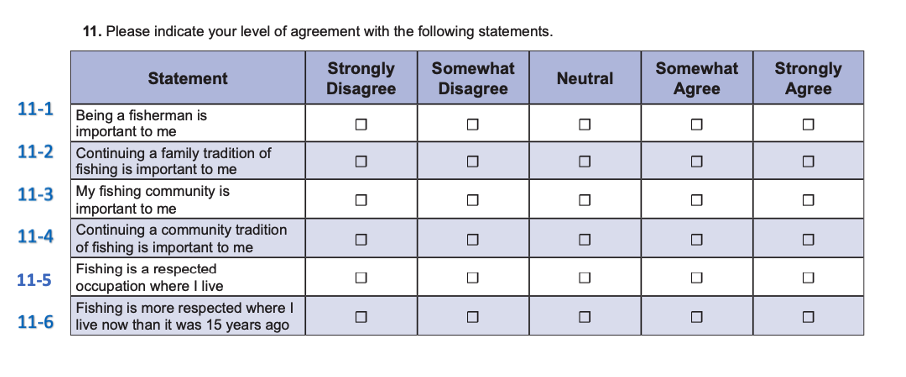 11. Please indicate your level of agreement with the following statements.
Statement
Strongly
Disagree
Somewhat
Disagree
Neutral
Somewhat
Agree
Strongly
Agree
11-1
Being a fisherman is
important to me
11-2
Continuing a family tradition of
fishing is important to me
11-3
My fishing community is
important to me
11-4
Continuing a community tradition
of fishing is important to me
11-5
Fishing is a respected
occupation where I live
11-6
Fishing is more respected where I
live now than it was 15 years ago